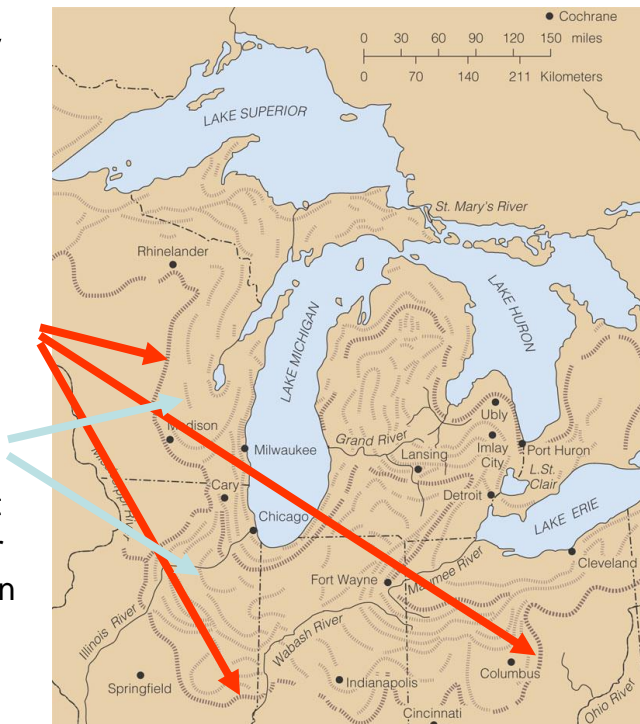 Cochrane
0 30 60 90 120 150 miles
0 70 140 211 Kilometers
LAKE SUPERIOR
St. Mary's River
Rhinelander
LAKE MICHIGAN
LAKE HURON
Ubly
Madison
Grand River
Milwaukee
Lansing
Imlay
City
Port Huron
L.St.
Clair
Mississippi Riv
Cary
Detroit
Chicago
LAKE ERIE
Cleveland
Fort Wayne
Maumee River
Illinois River
Wabash River
Columbus
Springfield
Indianapolis
Cincinnati
Ohio River
n